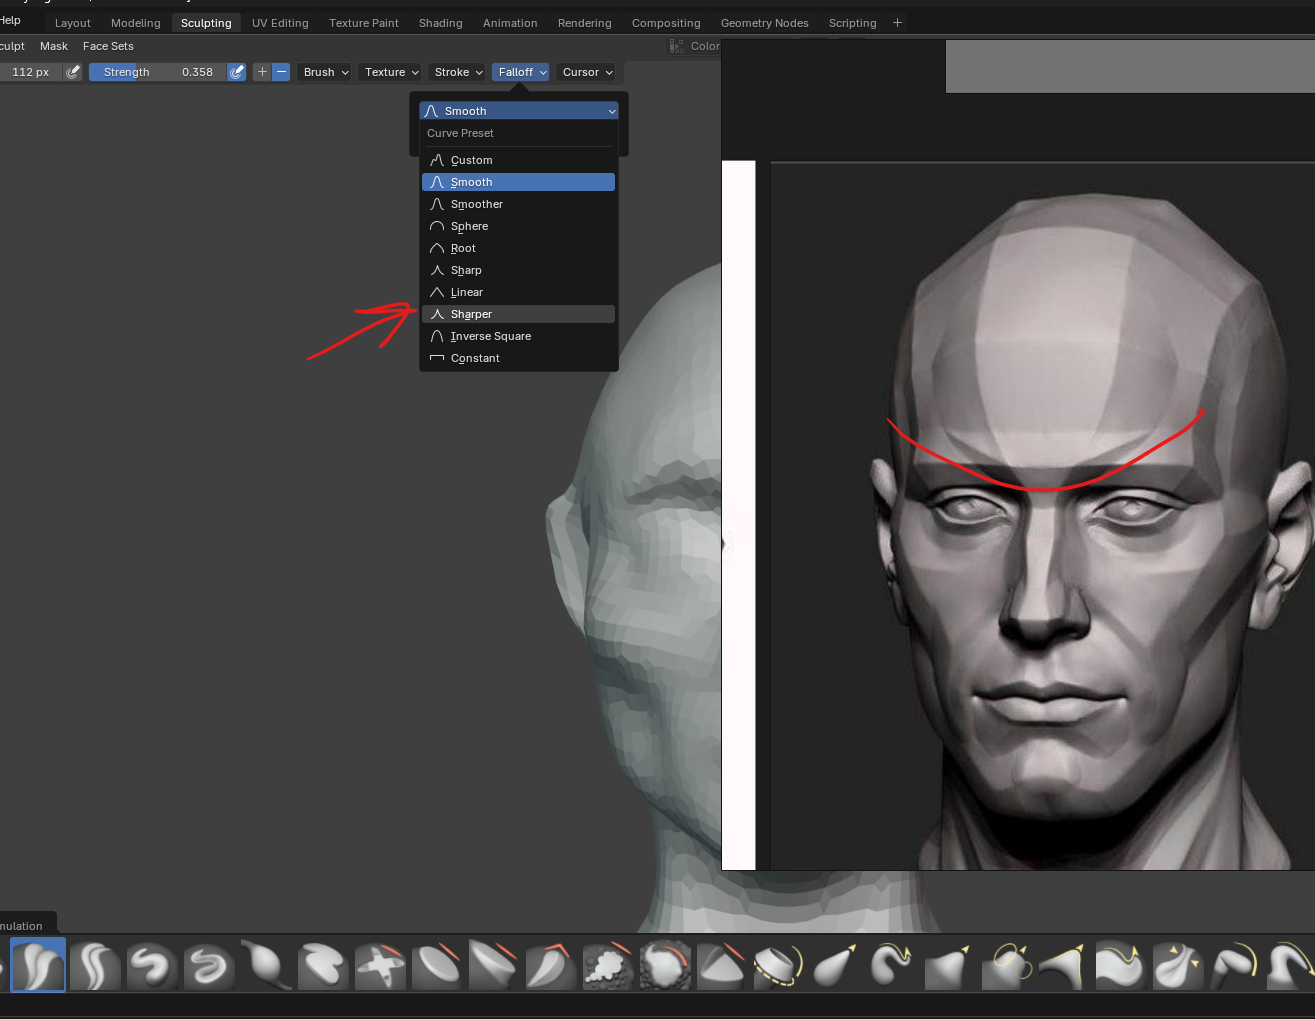 Help
Layout Modeling Sculpting UV Editing Texture Paint Shading Animation Rendering Compositing Geometry Nodes Scripting +
culpt Mask Face Sets Color
112 px Strength 0.358 + − Brush Texture Stroke Falloff Cursor
Smooth
Curve Preset
Custom
Smooth
Smoother
Sphere
Root
Sharp
Linear
Sharper
Inverse Square
Constant
mulation